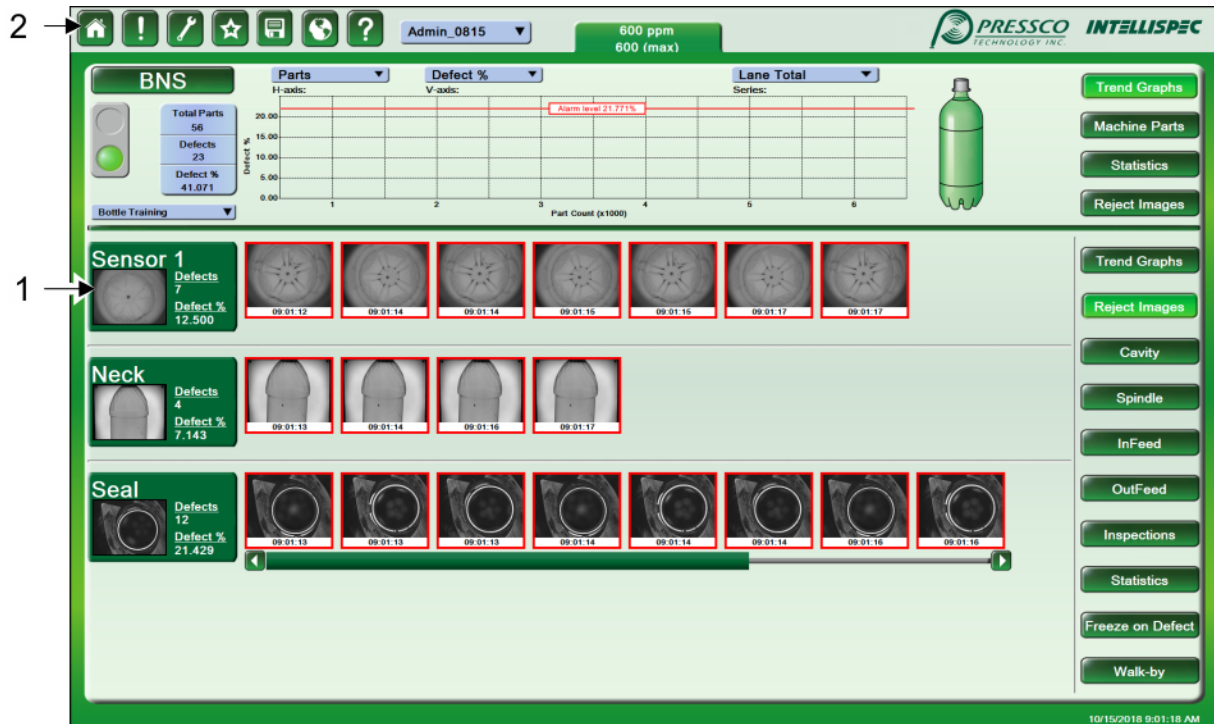 2
! ?
Admin_0815
600 ppm
600 (max)
PRESSCO
TECHNOLOGY INC.
INTELLISPEC
BNS
Parts
H-axis:
Defect %
V-axis:
Lane Total
Series:
Total Parts
56
Defects
23
Defect %
41.071
Bottle Training
Defect %
20.00
15.00
10.00
5.00
0.00
Alarm level 21.771%
1 2 3 4 5 6
Part Count (x1000)
Trend Graphs
Machine Parts
Statistics
Reject Images
1
Sensor 1
Defects
7
Defect %
12.500
09:01:12 09:01:14 09:01:14 09:01:15 09:01:15 09:01:17 09:01:17
Neck
Defects
4
Defect %
7.143
09:01:13 09:01:14 09:01:16 09:01:17
Seal
Defects
12
Defect %
21.429
09:01:13 09:01:13 09:01:13 09:01:14 09:01:14 09:01:14 09:01:16 09:01:16
Trend Graphs
Reject Images
Cavity
Spindle
InFeed
OutFeed
Inspections
Statistics
Freeze on Defect
Walk-by
10/15/2018 9:01:18 AM